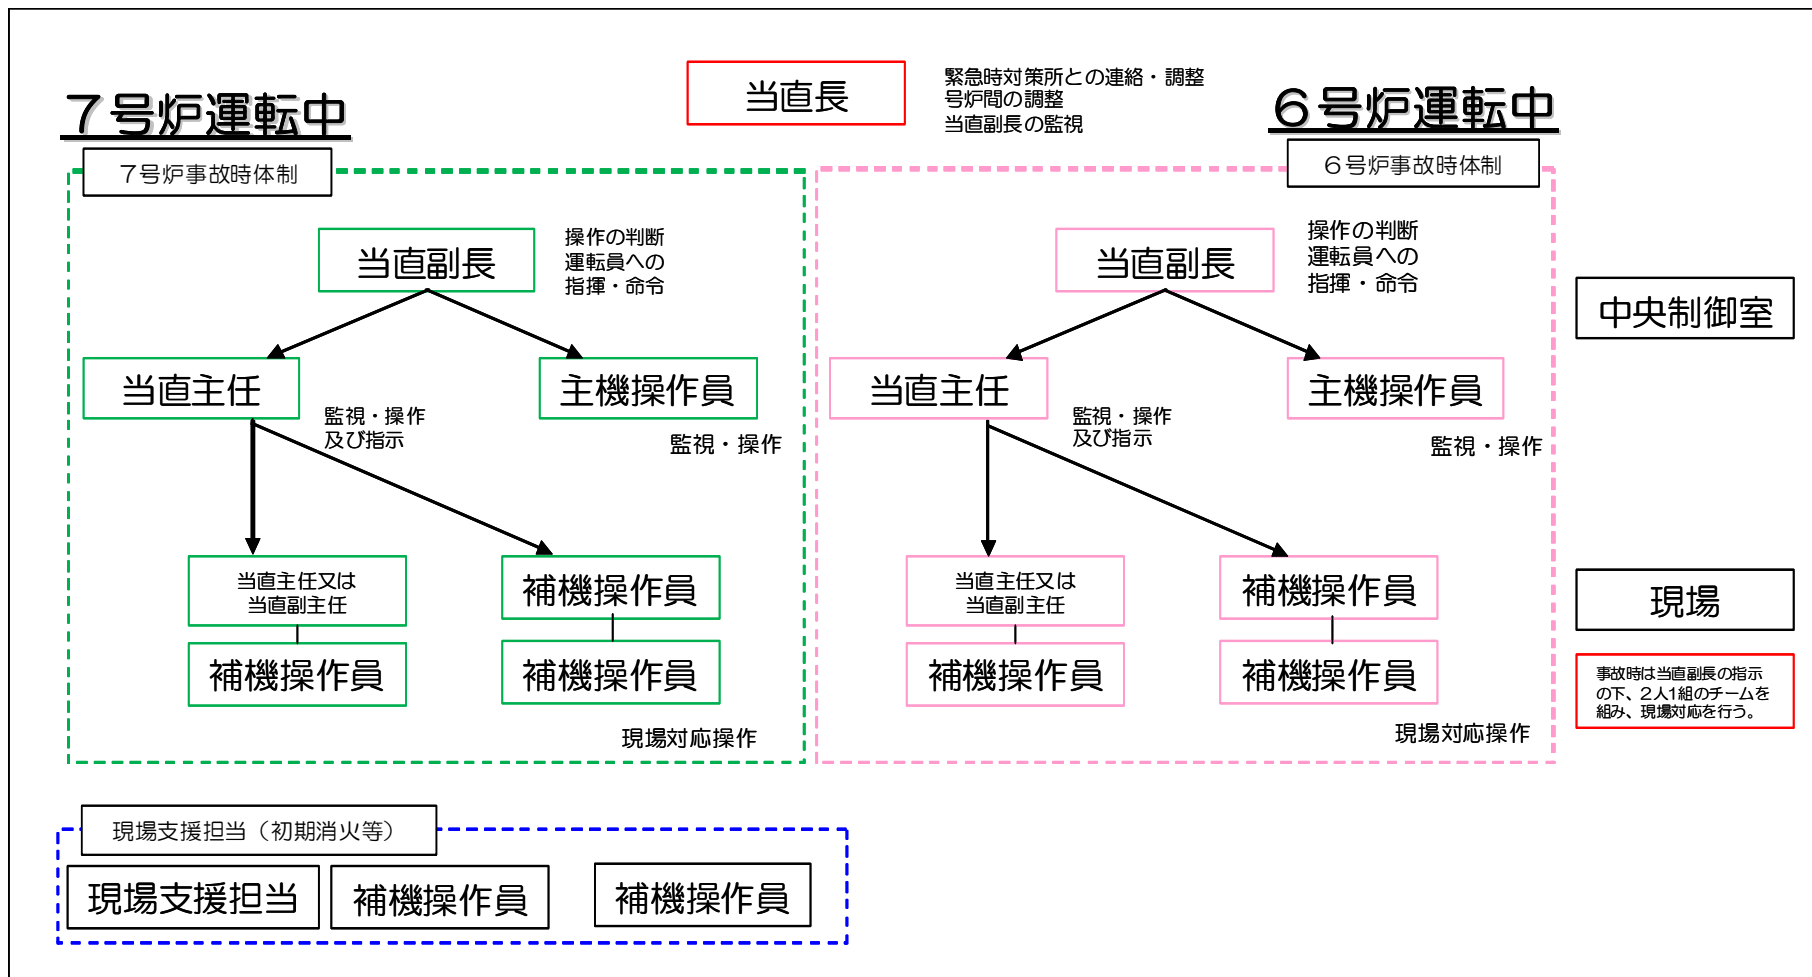 当直長
緊急時対策所との連絡・調整
号炉間の調整
当直副長の監視
７号炉運転中
６号炉運転中
７号炉事故時体制
当直副長
操作の判断
運転員への
指揮・命令
当直主任
主機操作員
監視・操作
及び指示
監視・操作
当直主任又は
当直副主任
補機操作員
補機操作員
補機操作員
現場対応操作
６号炉事故時体制
当直副長
操作の判断
運転員への
指揮・命令
当直主任
主機操作員
監視・操作
及び指示
監視・操作
当直主任又は
当直副主任
補機操作員
補機操作員
補機操作員
現場対応操作
中央制御室
現場
事故時は当直副長の指示
の下、２人1組のチームを
組み、現場対応を行う。
現場支援担当（初期消火等）
現場支援担当
補機操作員
補機操作員